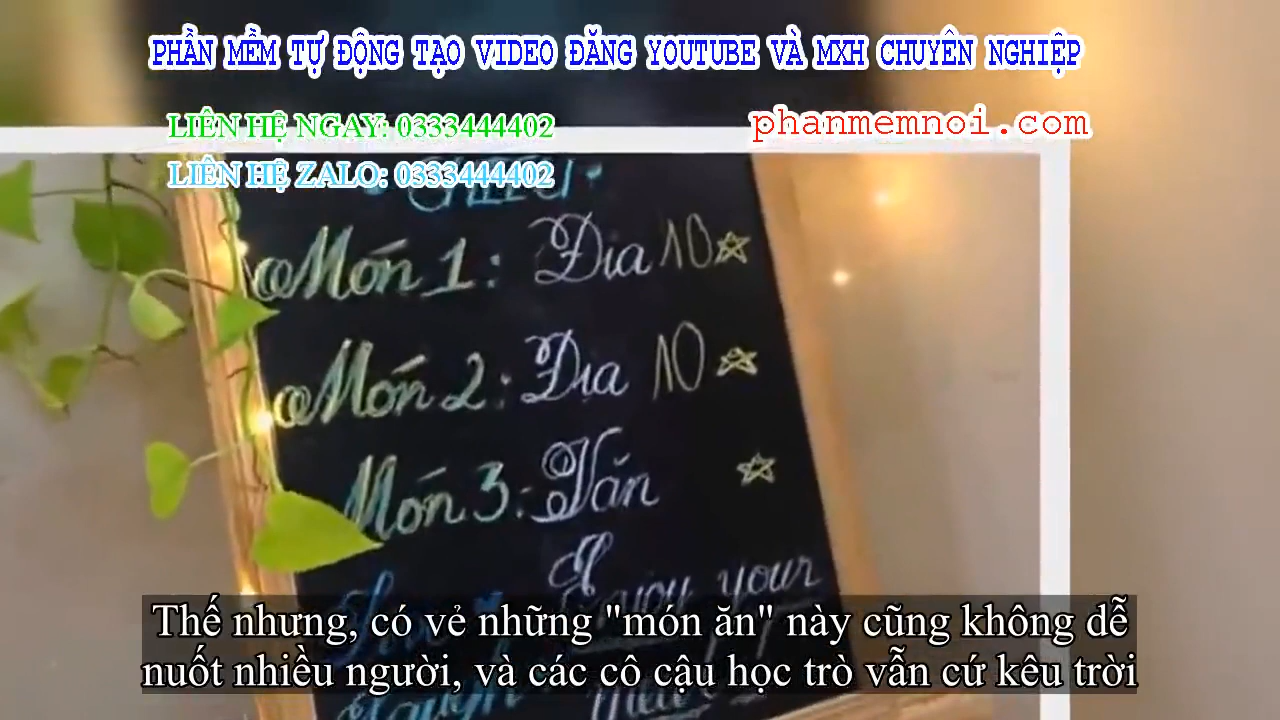 PHẦN MỀM TỰ ĐỘNG TẠO VIDEO ĐĂNG YOUTUBE VÀ MXH CHUYÊN NGHIỆP
LIÊN HỆ NGAY: 0333444402
phanmemnoi.com
LIÊN HỆ ZALO: 0333444402
Món 1: Địa 10
Món 2: Địa 10
Món 3: Văn
Enjoy your
Thế nhưng, có vẻ những "món ăn" này cũng không dễ
nuốt nhiều người, và các cô cậu học trò vẫn cứ kêu trời